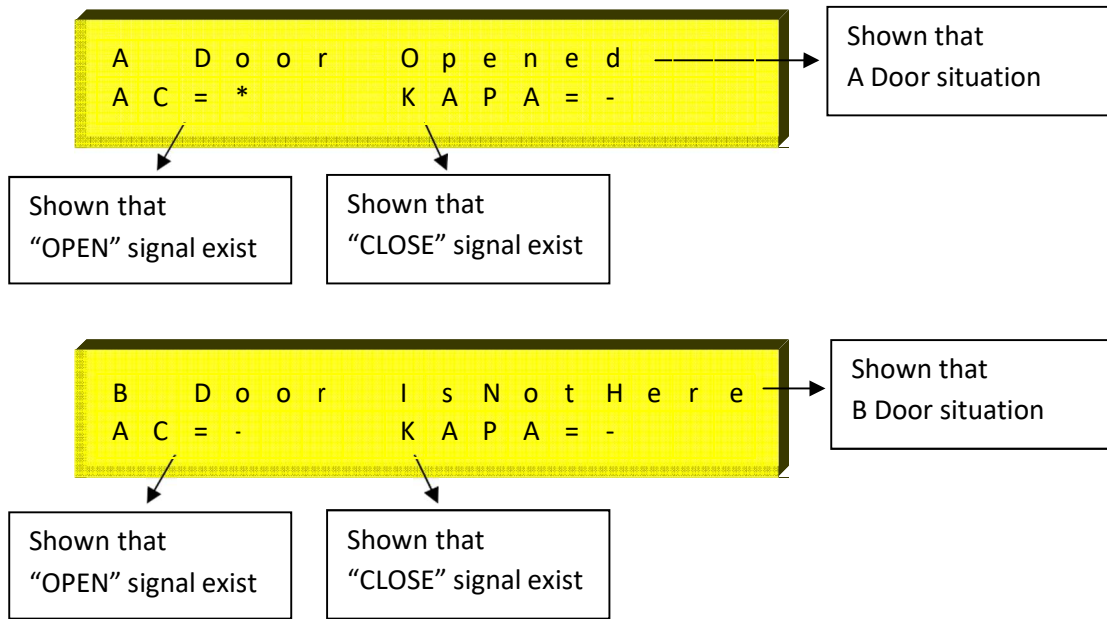 A Door Opened
AC=* KAPA=-
Shown that
A Door situation
Shown that
“OPEN” signal exist
Shown that
“CLOSE” signal exist
B Door IsNotHere
AC=- KAPA=-
Shown that
B Door situation
Shown that
“OPEN” signal exist
Shown that
“CLOSE” signal exist